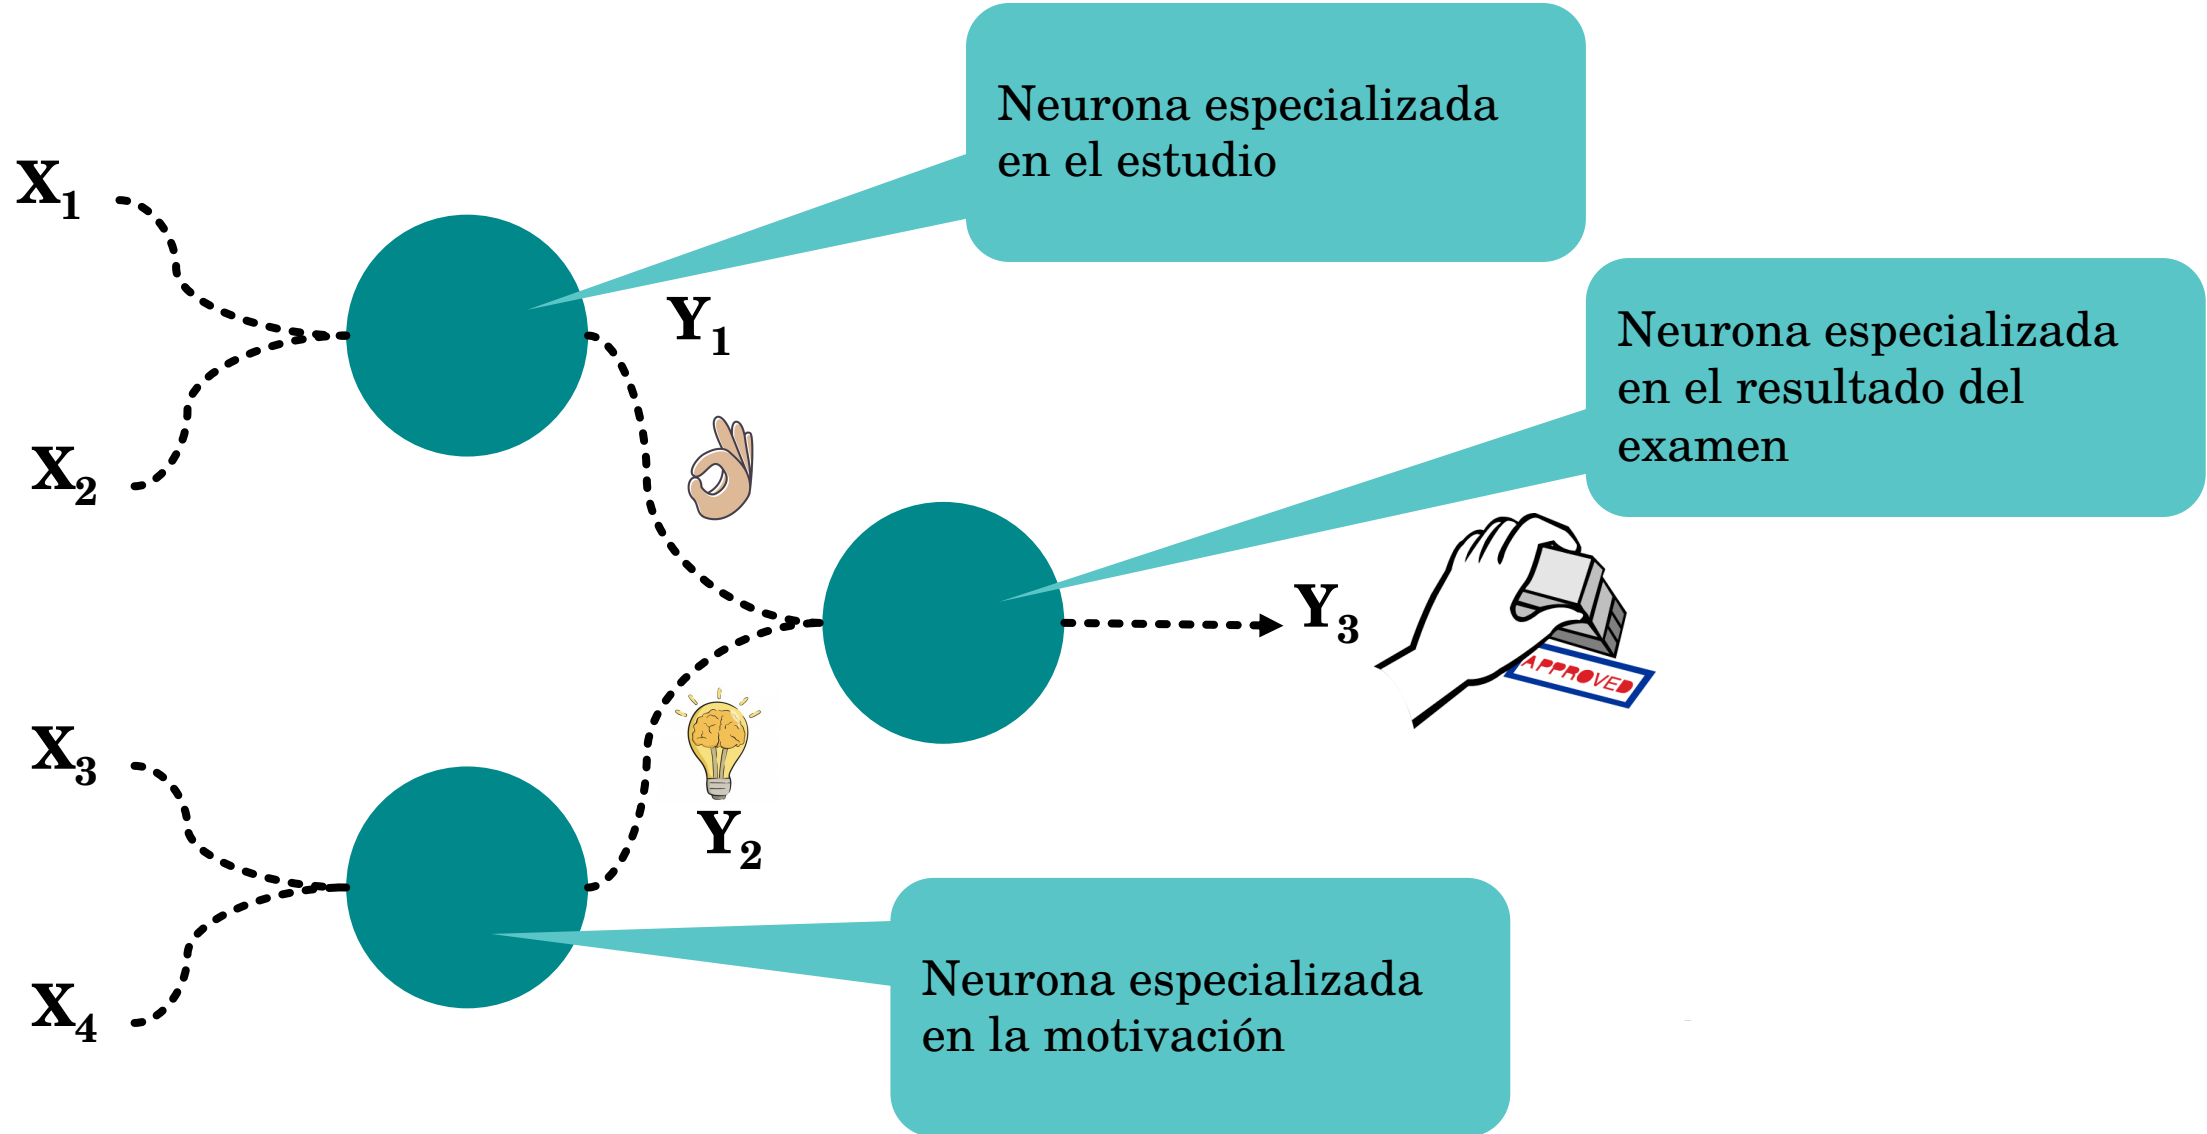 Neurona especializada
en el estudio
X1
Y1
Neurona especializada
en el resultado del
examen
X2
Y3
APPROVED
X3
Y2
Neurona especializada
en la motivación
X4